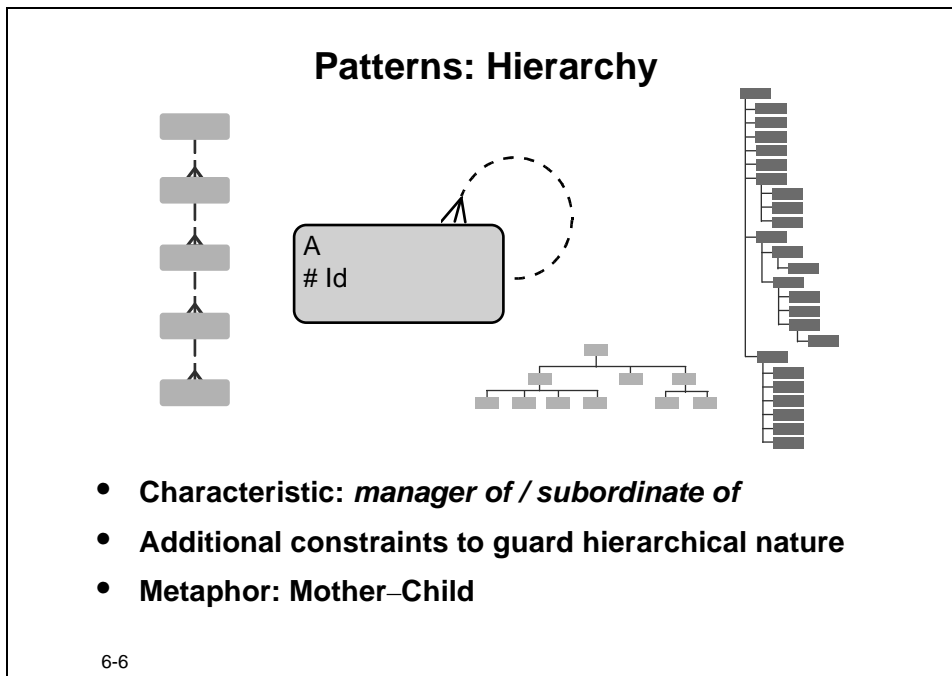 Patterns: Hierarchy
A
# Id
• Characteristic: manager of / subordinate of
• Additional constraints to guard hierarchical nature
• Metaphor: Mother–Child
6-6